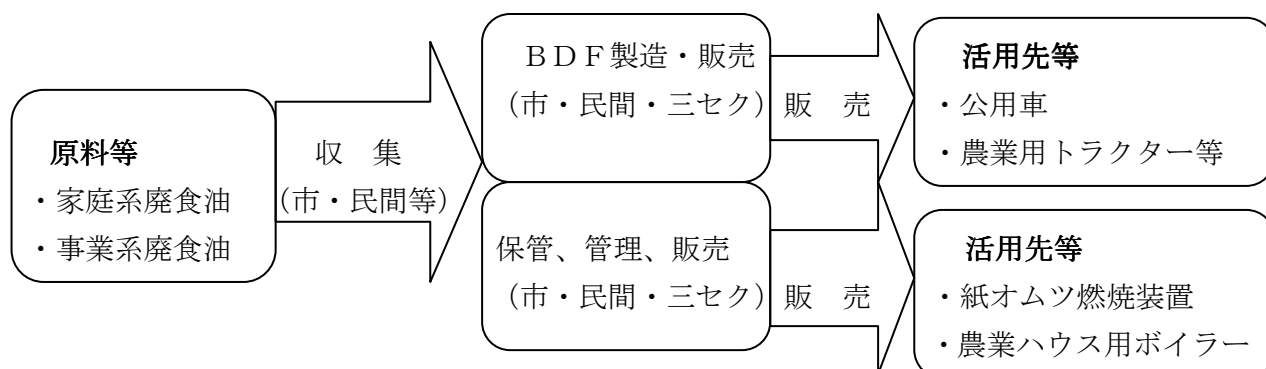 原料等
・家庭系廃食油
・事業系廃食油
収　集
(市・民間等)
ＢＤＦ製造・販売
(市・民間・三セク)
保管、管理、販売
(市・民間・三セク)
販　売
販　売
活用先等
・公用車
・農業用トラクター等
活用先等
・紙オムツ燃焼装置
・農業ハウス用ボイラー